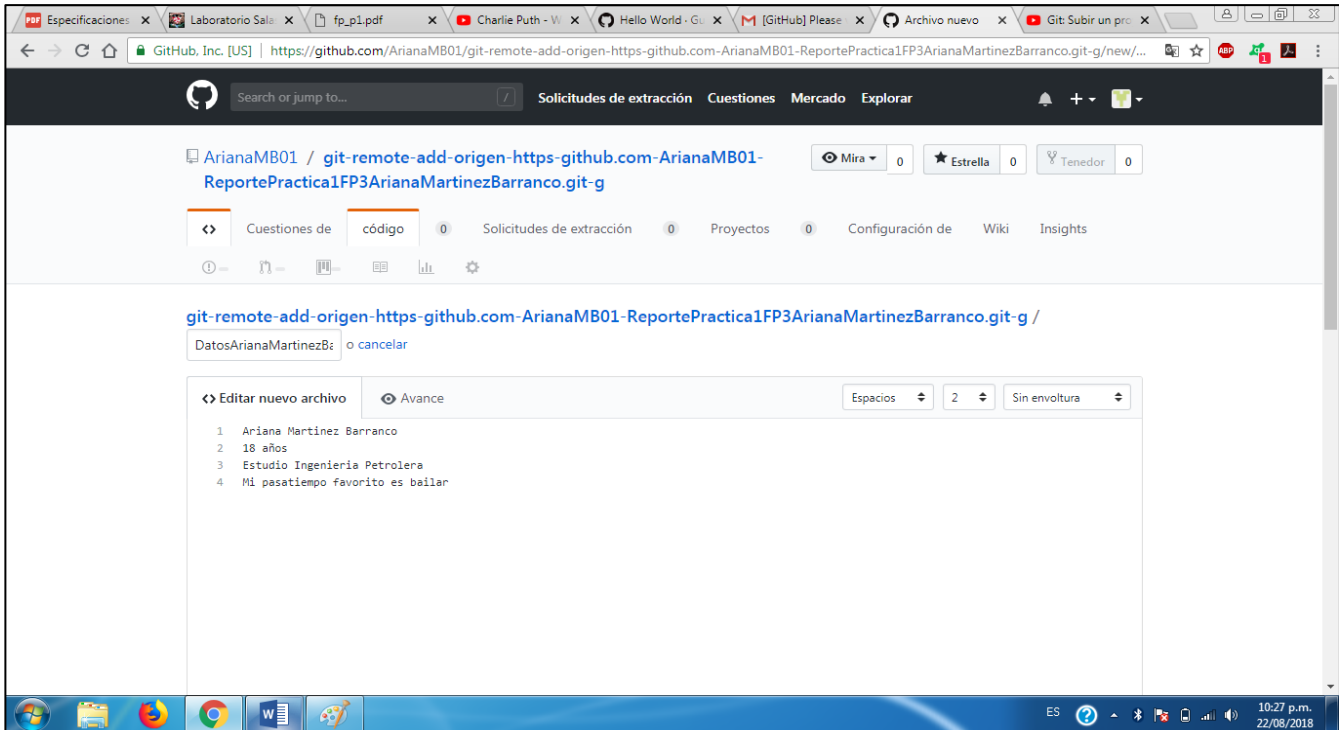 Especificaciones
Laboratorio Sala
fp_p1.pdf
Charlie Puth - W
Hello World · Gu
[GitHub] Please
Archivo nuevo
Git: Subir un pro
GitHub, Inc. [US] | https://github.com/ArianaMB01/git-remote-add-origen-https-github.com-ArianaMB01-ReportePractica1FP3ArianaMartinezBarranco.git-g/new/...
ABP
1
Search or jump to...
/
Solicitudes de extracción Cuestiones Mercado Explorar
ArianaMB01 / git-remote-add-origen-https-github.com-ArianaMB01-
ReportePractica1FP3ArianaMartinezBarranco.git-g
Mira 0 Estrella 0 Tenedor 0
<> Cuestiones de código 0 Solicitudes de extracción 0 Proyectos 0 Configuración de Wiki Insights
git-remote-add-origen-https-github.com-ArianaMB01-ReportePractica1FP3ArianaMartinezBarranco.git-g /
DatosArianaMartinezBa o cancelar
<> Editar nuevo archivo Avance Espacios 2 Sin envoltura
1 Ariana Martinez Barranco
2 18 años
3 Estudio Ingenieria Petrolera
4 Mi pasatiempo favorito es bailar
ES 10:27 p.m.
22/08/2018